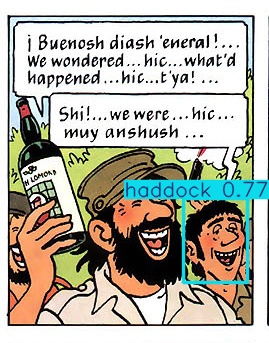 ¡ Buenosh diash 'eneral!...
We wondered...hic...what'd
happened...hic...t'ya! ...
Shi!...we were...hic...
muy anshush ...
H LOMOND
haddock 0.77